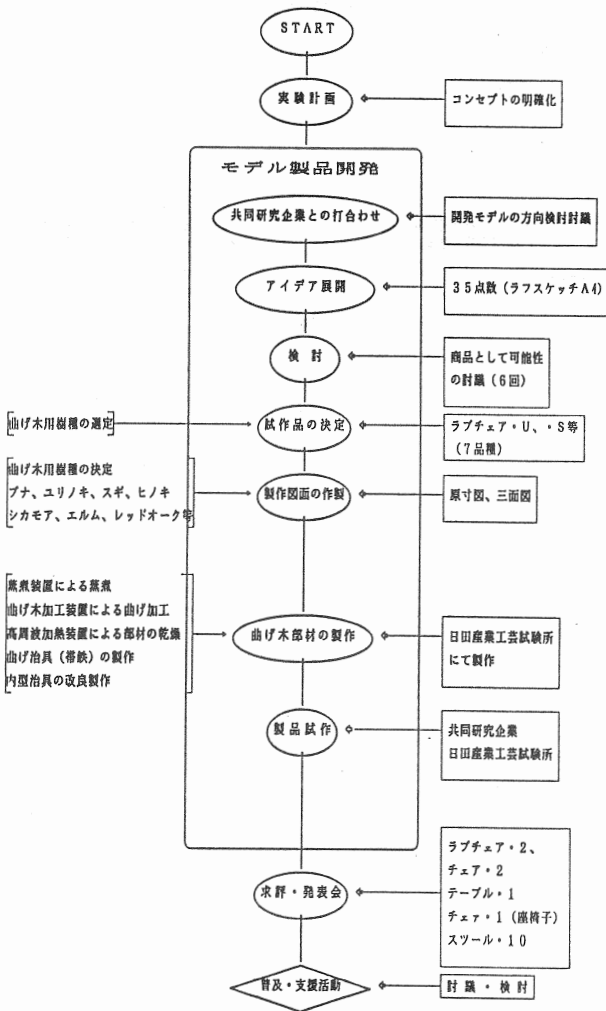 START
実験計画
コンセプトの明確化
モデル製品開発
共同研究企業との打合わせ
開発モデルの方向検討討議
アイデア展開
35点数(ラフスケッチA4)
検 討
商品として可能性
の討議(6回)
曲げ木用樹種の選定
試作品の決定
ラブチェア・U、・S等
(7品種)
曲げ木用樹種の決定
ブナ、ユリノキ、スギ、ヒノキ
シカモア、エルム、レッドオーク等
製作図面の作製
原寸図、三面図
蒸煮装置による蒸煮
曲げ木加工装置による曲げ加工
高周波加熱装置による部材の乾燥
曲げ治具(帯鉄)の製作
内型治具の改良製作
曲げ木部材の製作
日田産業工芸試験所
にて製作
製品試作
共同研究企業
日田産業工芸試験所
求評・発表会
ラブチェア・2、
チェア・2
テーブル・1
チェァ・1(座椅子)
スツール・10
普及・支援活動
討議・検討